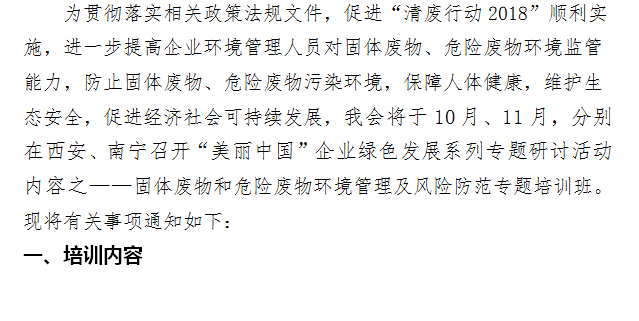 为贯彻落实相关政策法规文件，促进“清废行动2018”顺利实
施，进一步提高企业环境管理人员对固体废物、危险废物环境监管
能力，防止固体废物、危险废物污染环境，保障人体健康，维护生
态安全，促进经济社会可持续发展，我会将于10月、11月，分别
在西安、南宁召开“美丽中国”企业绿色发展系列专题研讨活动
内容之——固体废物和危险废物环境管理及风险防范专题培训班。
现将有关事项通知如下：
一、培训内容